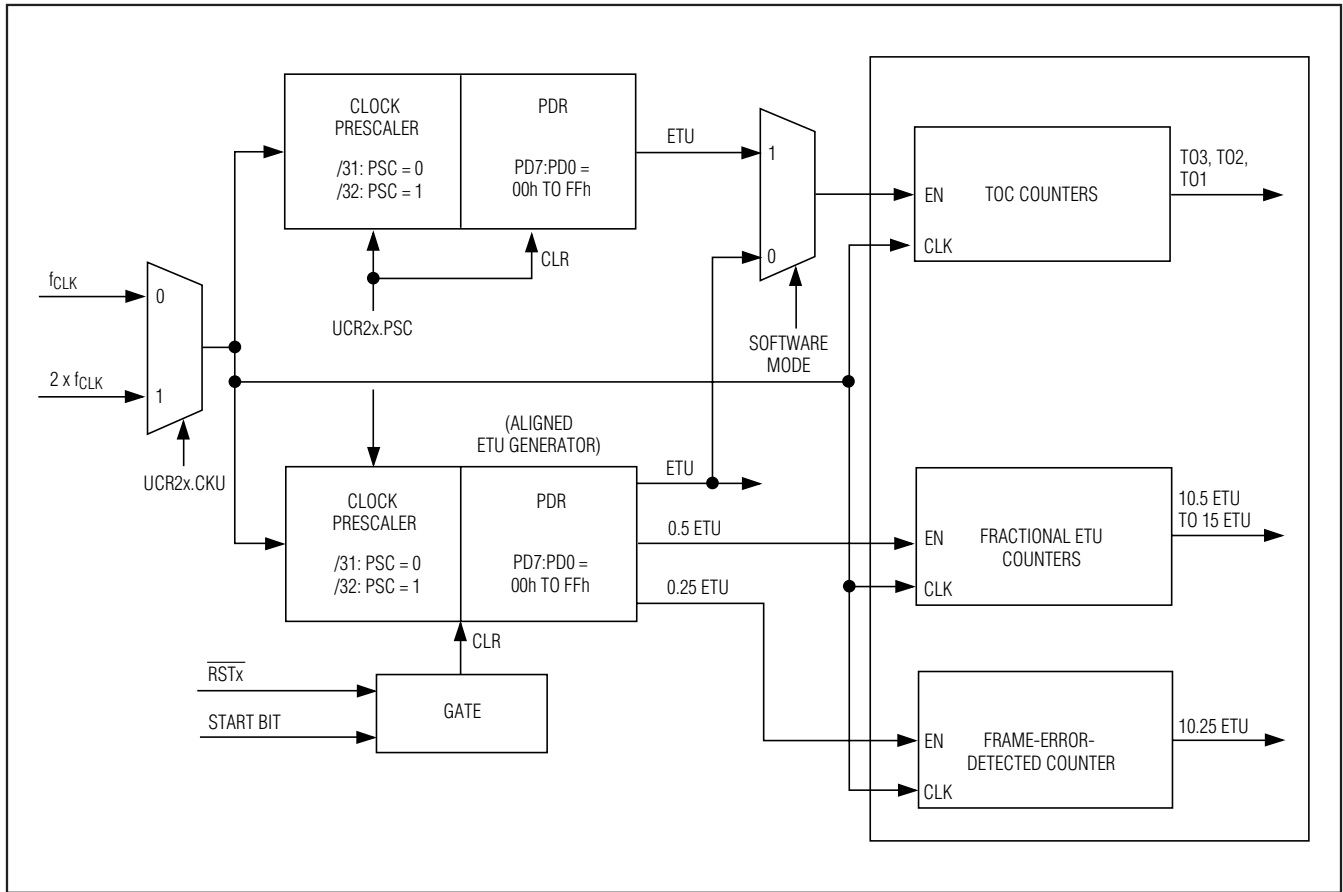 CLOCK
PRESCALER
/31: PSC = 0
/32: PSC = 1
PDR
PD7:PD0 =
00h TO FFh
CLR
UCR2x.PSC
ETU
1
0
SOFTWARE
MODE
fCLK
0
2 x fCLK
1
UCR2x.CKU
(ALIGNED
ETU GENERATOR)
CLOCK
PRESCALER
/31: PSC = 0
/32: PSC = 1
PDR
PD7:PD0 =
00h TO FFh
ETU
0.5 ETU
0.25 ETU
CLR
RSTx
START BIT
GATE
EN
TOC COUNTERS
CLK
TO3, TO2,
TO1
EN
FRACTIONAL ETU
COUNTERS
CLK
10.5 ETU
TO 15 ETU
EN
FRAME-ERROR-
DETECTED COUNTER
CLK
10.25 ETU